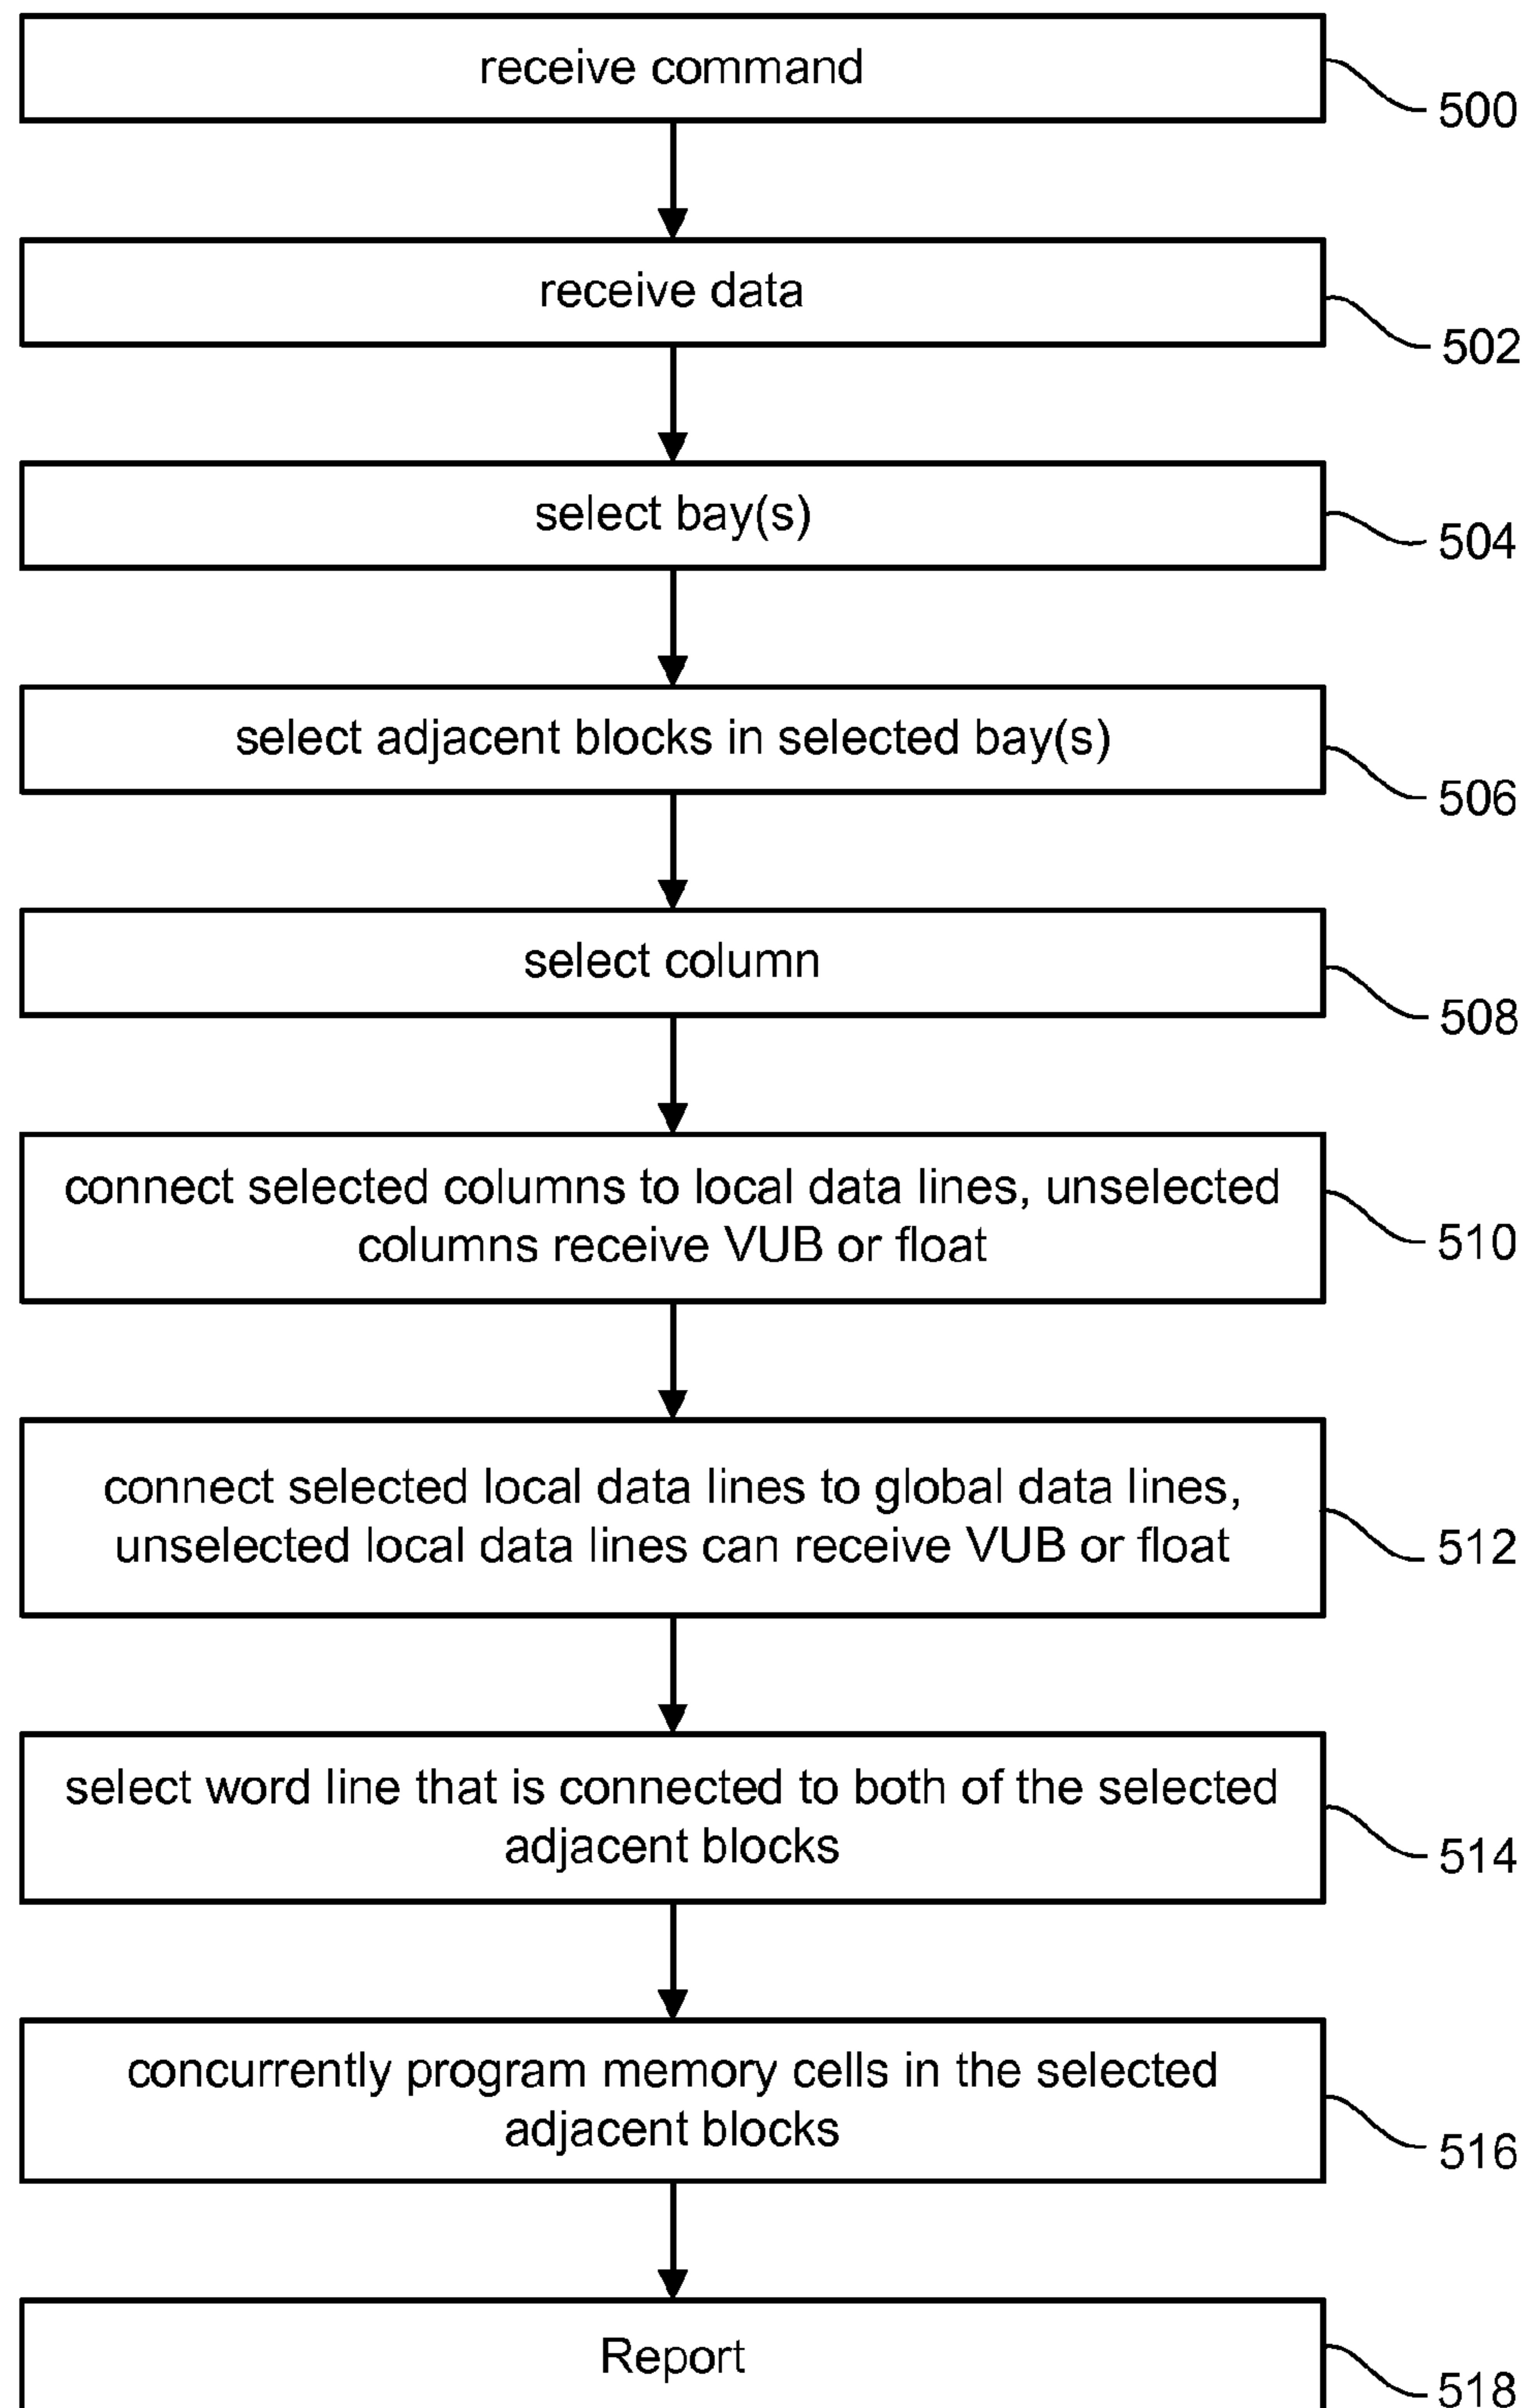 receive command
500
receive data
502
select bay(s)
504
select adjacent blocks in selected bay(s)
506
select column
508
connect selected columns to local data lines, unselected
columns receive VUB or float
510
connect selected local data lines to global data lines,
unselected local data lines can receive VUB or float
512
select word line that is connected to both of the selected
adjacent blocks
514
concurrently program memory cells in the selected
adjacent blocks
516
Report
518